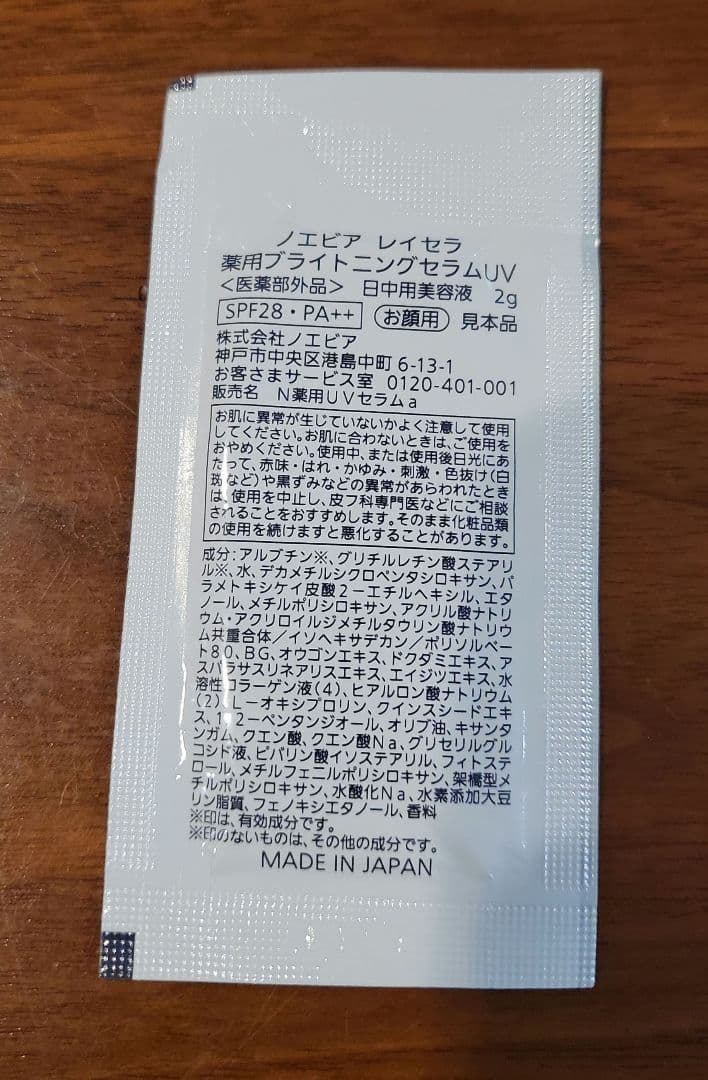 ノエビア レイセラ
薬用ブライトニングセラムUV
<医薬部外品> 日中用美容液 2g
SPF28・PA++ お顔用 見本品
株式会社ノエビア
神戸市中央区港島中町 6-13-1
お客さまサービス室 0120-401-001
販売名 N薬用UVセラムa
お肌に異常が生じていないかよく注意して使用
してください。お肌に合わないときは、ご使用を
おやめください。使用中、または使用後日光にあ
たって、赤味・はれ・かゆみ・刺激・色抜け(白
斑など)や黒ずみなどの異常があらわれたとき
は、使用を中止し、皮フ科専門医などにご相談
されることをおすすめします。そのまま化粧品類
の使用を続けますと悪化することがあります。
成分:アルブチン※、グリチルレチン酸ステアリ
ル※、水、デカメチルシクロペンタシロキサン、パ
ラメトキシケイ皮酸2-エチルヘキシル、エタ
ノール、メチルポリシロキサン、アクリル酸ナトリ
ウム・アクリロイルジメチルタウリン酸ナトリウ
ム共重合体/イソヘキサデカン/ポリソルベー
ト80、BG、オウゴンエキス、ドクダミエキス、ア
スパラサスリネアリスエキス、エイジツエキス、水
溶性コラーゲン液(4)、ヒアルロン酸ナトリウム
(2)、L-オキシプロリン、クインスシードエキ
ス、1,2-ペンタンジオール、オリブ油、キサンタ
ンガム、クエン酸、クエン酸Na、グリセリルグル
コシド液、ピバリン酸イソステアリル、フィトステ
ロール、メチルフェニルポリシロキサン、架橋型メ
チルポリシロキサン、水酸化Na、水素添加大豆
リン脂質、フェノキシエタノール、香料
※印は、有効成分です。
※印のないものは、その他の成分です。
MADE IN JAPAN